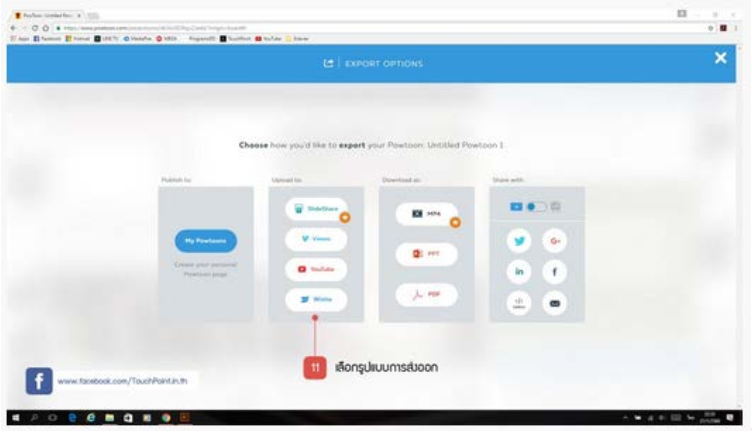 EXPORT OPTIONS
Choose how you'd like to export your Powtoon: Untitled Powtoon 1
Publish to:
My Powtoons
Create your personal
Powtoon page
Upload to:
SlideShare
Vimeo
YouTube
Wistia
Download as:
MP4
PPT
PDF
Share with:
G+
in
f
11 เลือกรูปแบบการส่งออก
f www.facebook.com/TouchPoint.in.th